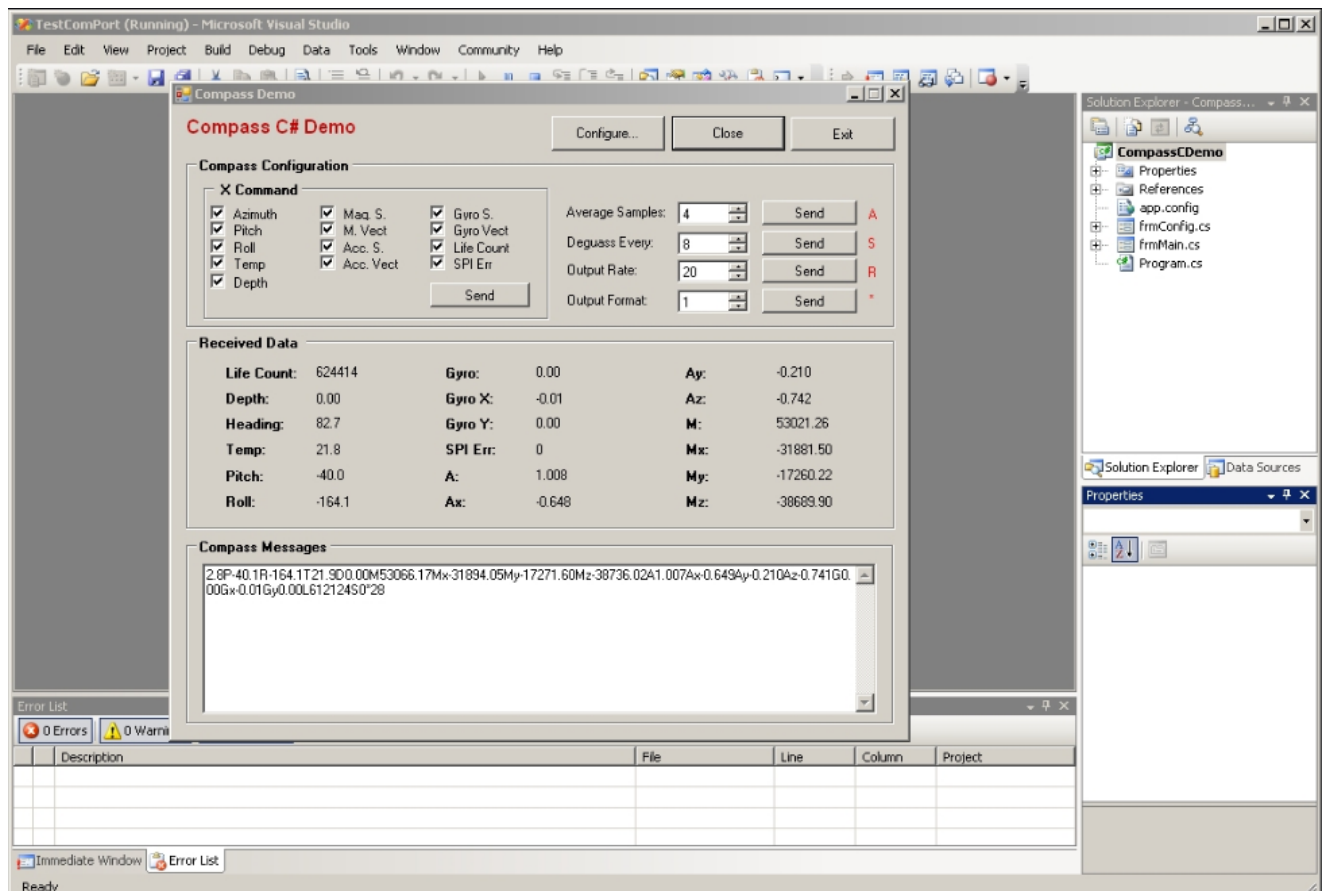 TestComPort (Running) - Microsoft Visual Studio
File Edit View Project Build Debug Data Tools Window Community Help
Compass Demo
Compass C# Demo
Configure... Close Exit
Compass Configuration
X Command
Azimuth Mag. S. Gyro S.
Pitch M. Vect Gyro Vect
Roll Acc. S. Life Count
Temp Acc. Vect SPI Err
Depth
Send
Average Samples: 4 Send A
Deguass Every: 8 Send S
Output Rate: 20 Send R
Output Format: 1 Send *
Received Data
Life Count: 624414 Gyro: 0.00 Ay: -0.210
Depth: 0.00 Gyro X: -0.01 Az: -0.742
Heading: 82.7 Gyro Y: 0.00 M: 53021.26
Temp: 21.8 SPI Err: 0 Mx: -31881.50
Pitch: -40.0 A: 1.008 My: -17260.22
Roll: -164.1 Ax: -0.648 Mz: -38689.90
Compass Messages
2.8P-40.1R-164.1T21.9D0.00M53066.17Mx-31894.05My-17271.60Mz-38736.02A1.007Ax-0.649Ay-0.210Az-0.741G0.
00Gx-0.01Gy0.00L612124S0*28
Solution Explorer - Compass...
CompassCDemo
Properties
References
app.config
frmConfig.cs
frmMain.cs
Program.cs
Solution Explorer Data Sources
Properties
Error List
0 Errors 0 Warni
Description File Line Column Project
Immediate Window Error List
Ready